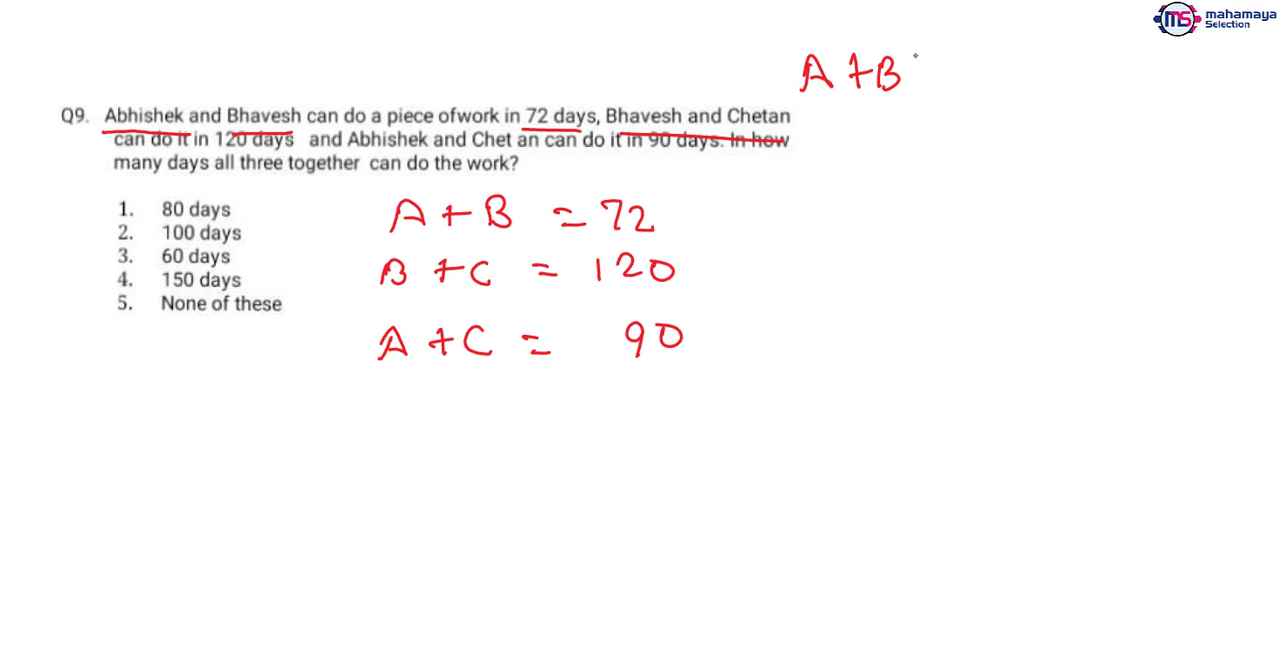 mahamaya
Selection
A+B
Q9. Abhishek and Bhavesh can do a piece ofwork in 72 days, Bhavesh and Chetan
can do it in 120 days and Abhishek and Chet an can do it in 90 days. In how
many days all three together can do the work?
1. 80 days
2. 100 days
3. 60 days
4. 150 days
5. None of these
A+B = 72
B+C = 120
A+C = 90